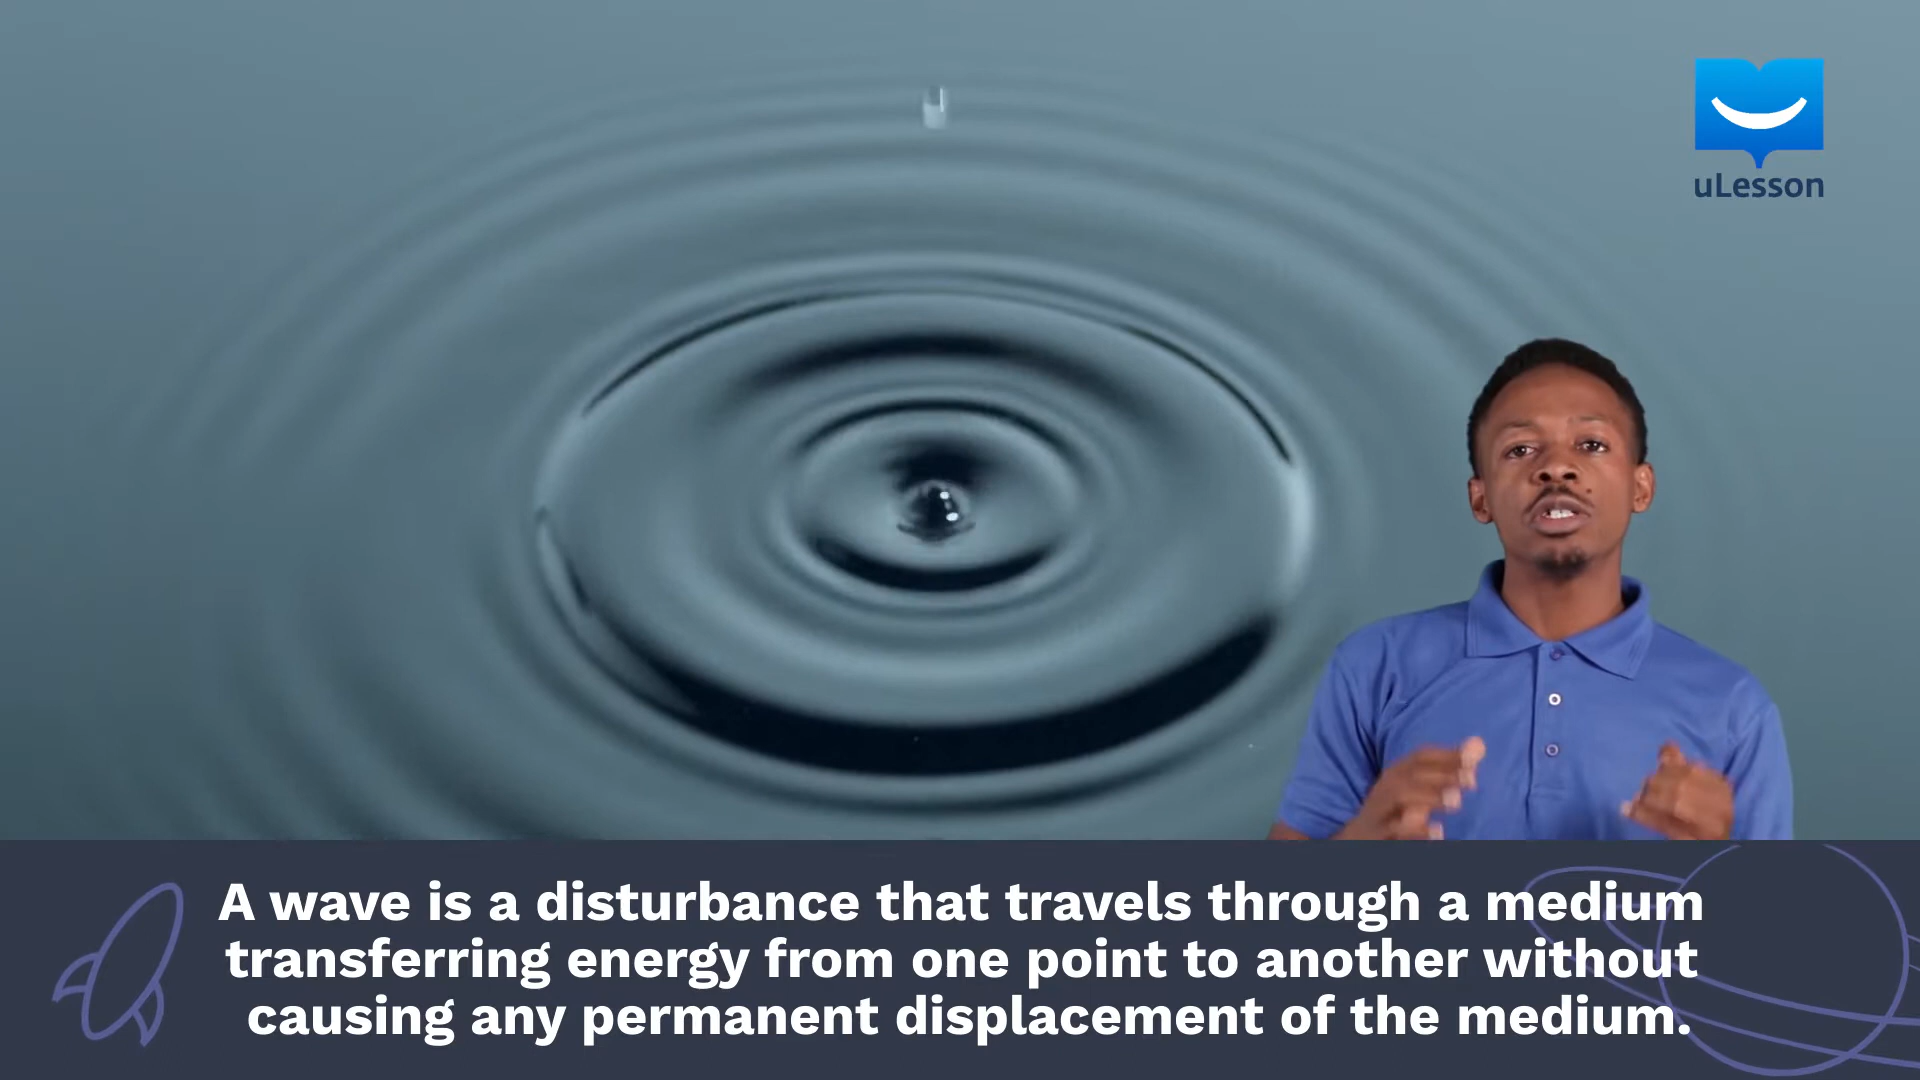 uLesson
A wave is a disturbance that travels through a medium
transferring energy from one point to another without
causing any permanent displacement of the medium.